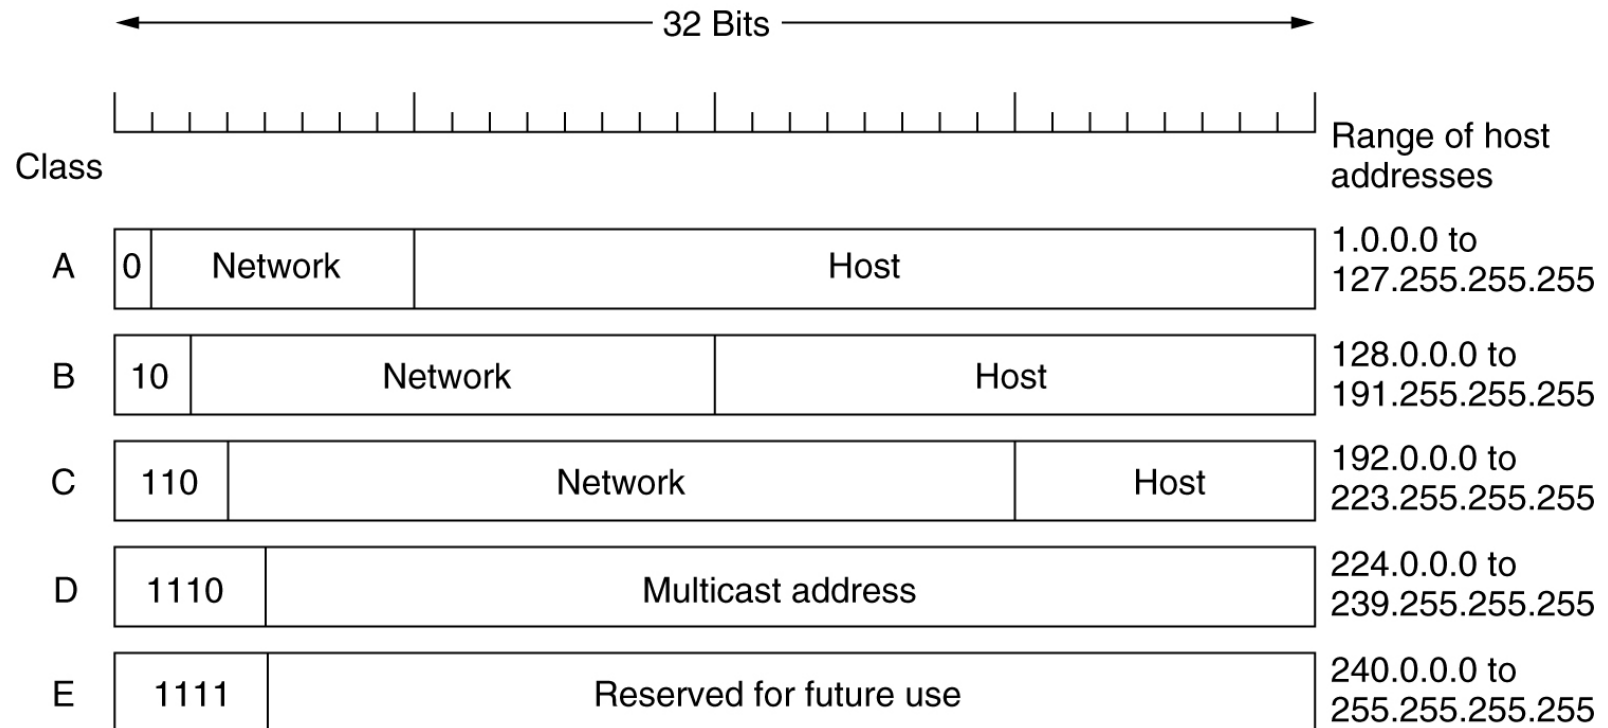 32 Bits
Range of host
addresses
Class
A 0 Network Host 1.0.0.0 to
127.255.255.255
B 10 Network Host 128.0.0.0 to
191.255.255.255
C 110 Network Host 192.0.0.0 to
223.255.255.255
D 1110 Multicast address 224.0.0.0 to
239.255.255.255
E 1111 Reserved for future use 240.0.0.0 to
255.255.255.255